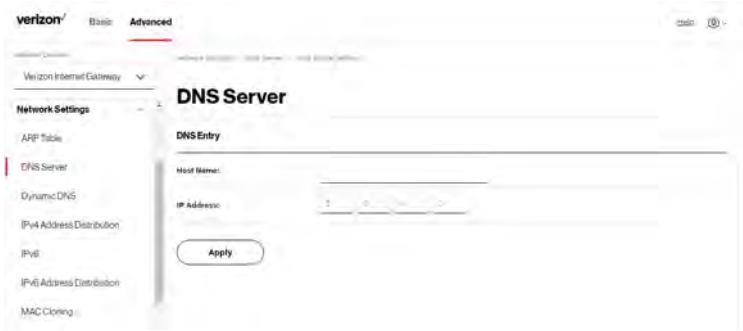 verizon
Basic
Advanced
Help
Verizon Internet Gateway
Network Settings
ARP Table
DNS Server
Dynamic DNS
IPv4 Address Distribution
IPv6
IPv6 Address Distribution
MAC Cloning
DNS Server
DNS Entry
Host Name:
IP Address:
Apply